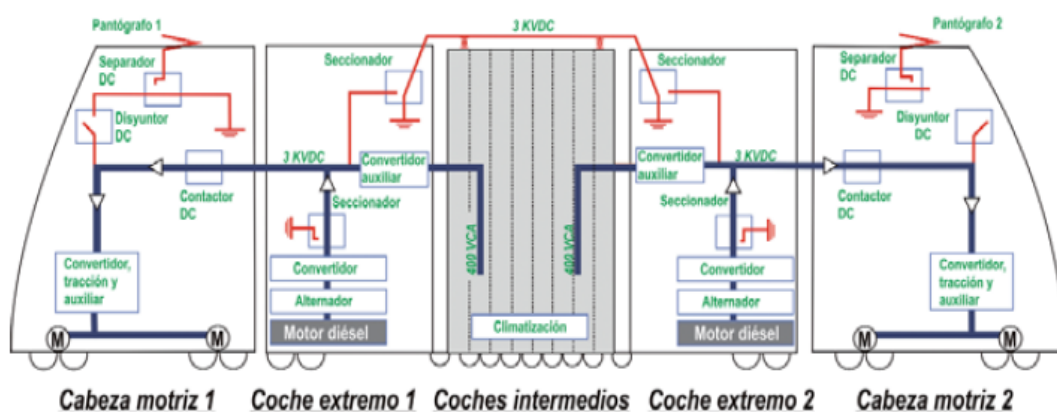 Pantógrafo 1
3 KVDC
Pantógrafo 2
Separador
DC
Seccionador
Seccionador
Separador
DC
Disyuntor
DC
Disyuntor
DC
3 KVDC
Convertidor
auxiliar
Convertidor
auxiliar
3 KVDC
Contactor
DC
Seccionador
Seccionador
Contactor
DC
400 VCA
400 VCA
Convertidor,
tracción y
auxiliar
Convertidor
Convertidor
Convertidor,
tracción y
auxiliar
Alternador
Alternador
Motor diésel
Climatización
Motor diésel
M
M
M
M
Cabeza motriz 1
Coche extremo 1
Coches intermedios
Coche extremo 2
Cabeza motriz 2